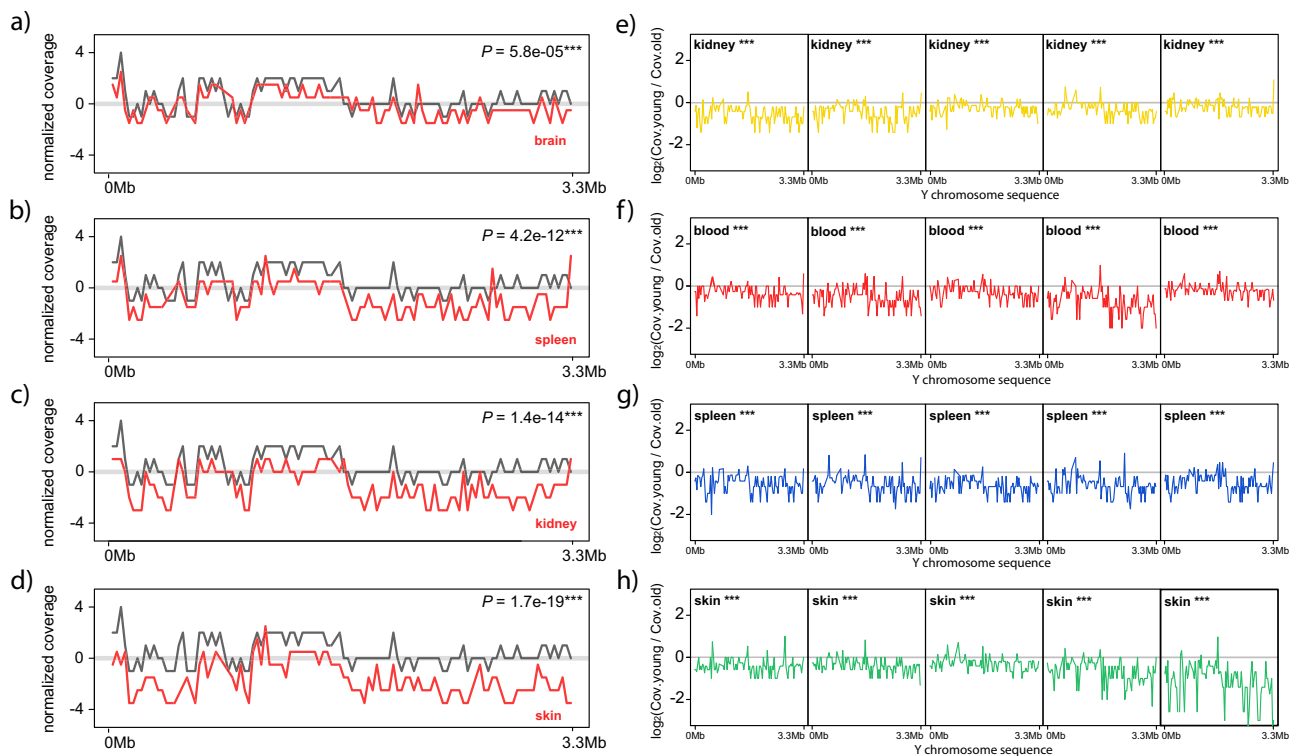 a)
normalized coverage
4
0
-4
P = 5.8e-05***
brain
0Mb
3.3Mb
b)
normalized coverage
4
0
-4
P = 4.2e-12***
spleen
0Mb
3.3Mb
c)
normalized coverage
4
0
-4
P = 1.4e-14***
kidney
0Mb
3.3Mb
d)
normalized coverage
4
0
-4
P = 1.7e-19***
skin
0Mb
3.3Mb
e)
log₂(Cov.young / Cov.old)
2
0
-2
kidney *** kidney *** kidney *** kidney *** kidney ***
0Mb 3.3Mb 0Mb 3.3Mb 0Mb 3.3Mb 0Mb 3.3Mb 0Mb 3.3Mb
Y chromosome sequence
f)
log₂(Cov.young / Cov.old)
2
0
-2
blood *** blood *** blood *** blood *** blood ***
0Mb 3.3Mb 0Mb 3.3Mb 0Mb 3.3Mb 0Mb 3.3Mb 0Mb 3.3Mb
Y chromosome sequence
g)
log₂(Cov.young / Cov.old)
2
0
-2
spleen *** spleen *** spleen *** spleen *** spleen ***
0Mb 3.3Mb 0Mb 3.3Mb 0Mb 3.3Mb 0Mb 3.3Mb 0Mb 3.3Mb
Y chromosome sequence
h)
log₂(Cov.young / Cov.old)
2
0
-2
skin *** skin *** skin *** skin *** skin ***
0Mb 3.3Mb 0Mb 3.3Mb 0Mb 3.3Mb 0Mb 3.3Mb 0Mb 3.3Mb
Y chromosome sequence